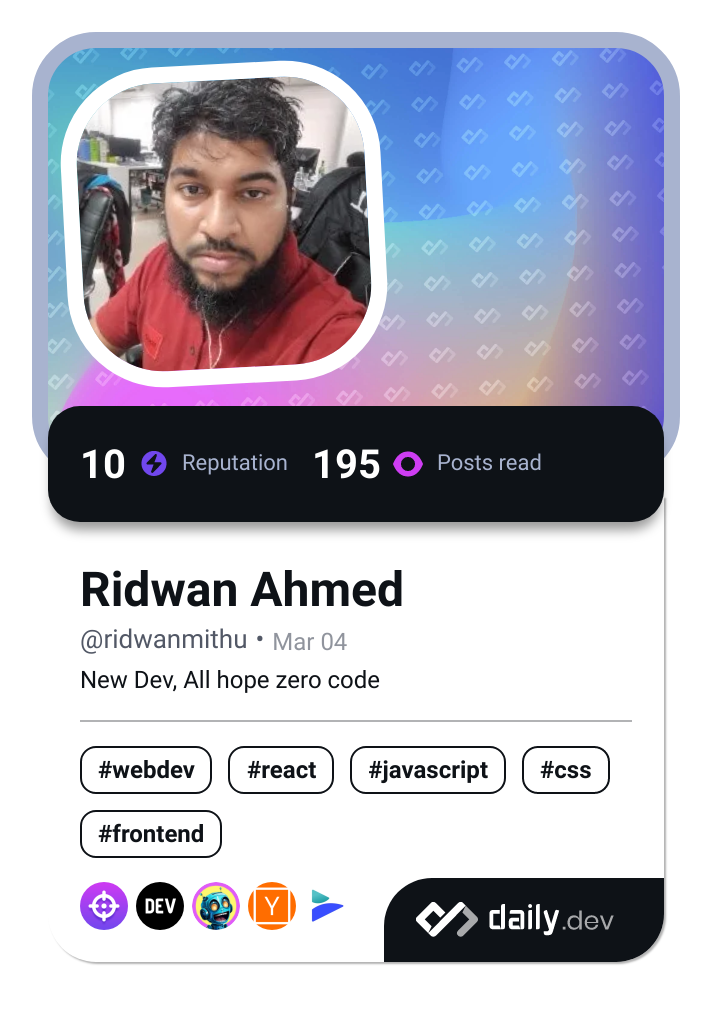 10 Reputation 195 Posts read
Ridwan Ahmed
@ridwanmithu • Mar 04
New Dev, All hope zero code
#webdev #react #javascript #css
#frontend
DEV Y daily.dev